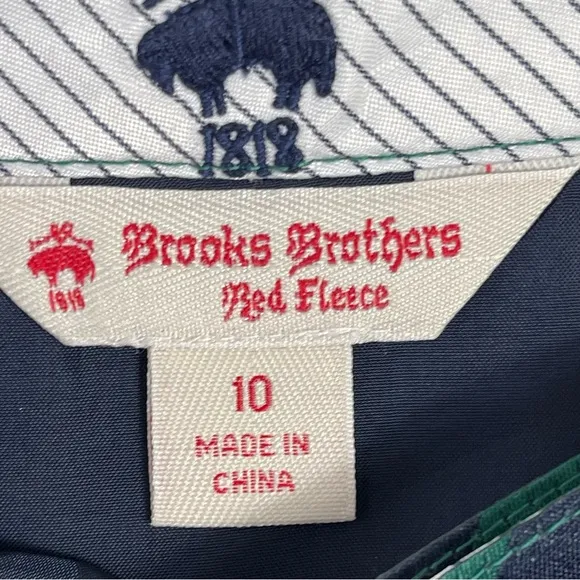 1818
Brooks Brothers
Red Fleece
1818
10
MADE IN
CHINA